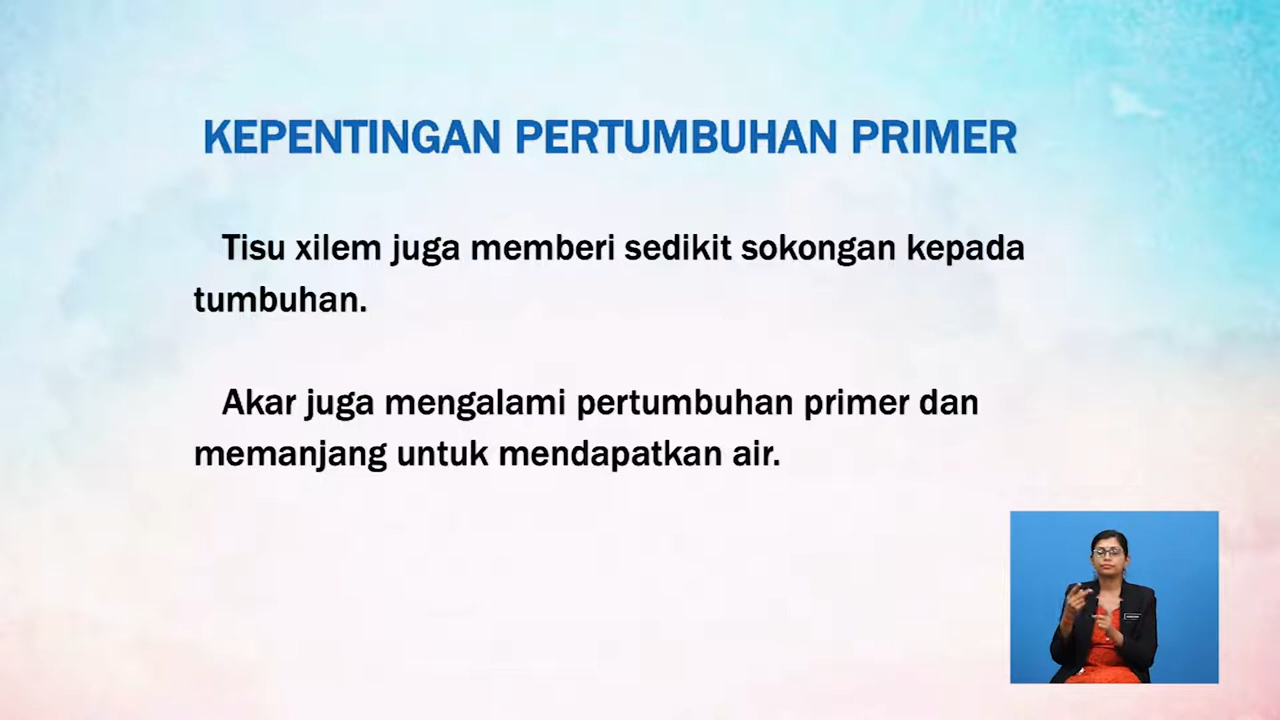 KEPENTINGAN PERTUMBUHAN PRIMER
Tisu xilem juga memberi sedikit sokongan kepada
tumbuhan.
Akar juga mengalami pertumbuhan primer dan
memanjang untuk mendapatkan air.